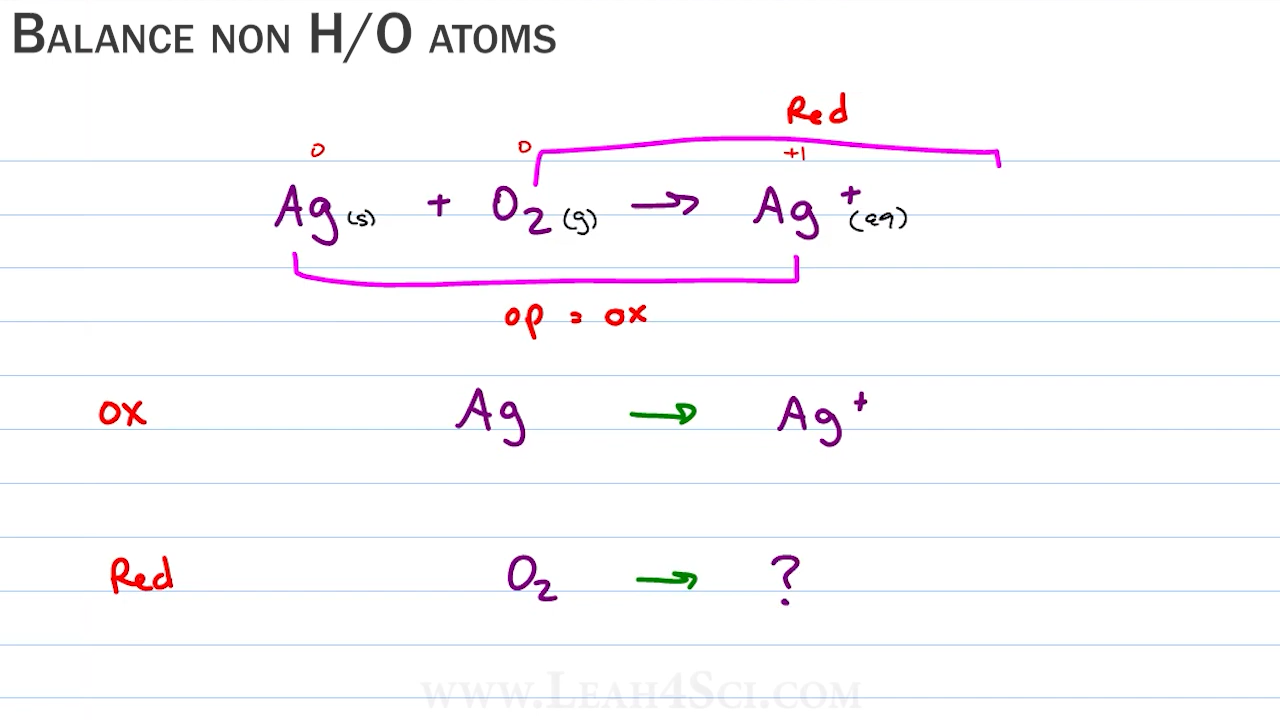 BALANCE NON H/O ATOMS
Red
0 0 +1
Ag(s) + O₂(g) → Ag⁺(aq)
op = ox
ox Ag → Ag⁺
Red O₂ → ?
www.Leah4Sci.com